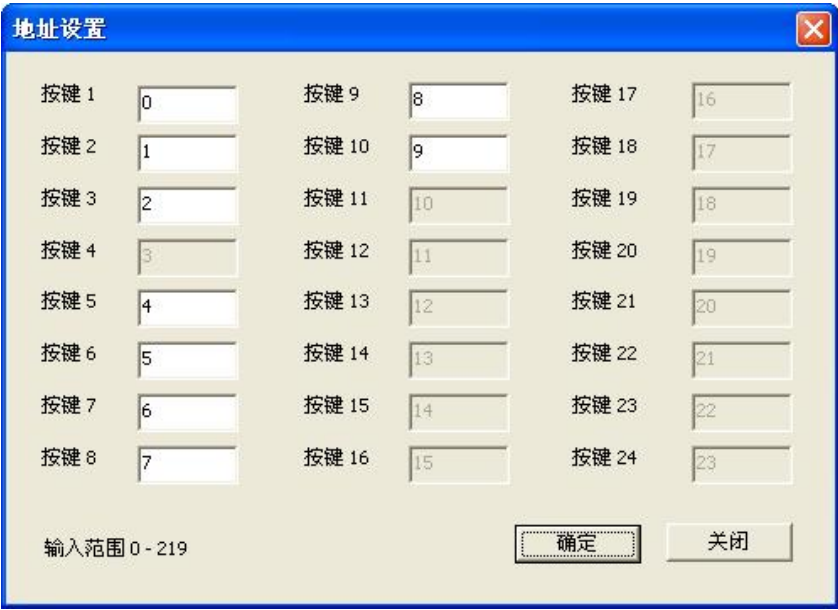 地址设置
按键 1 0 按键 9 8 按键 17 16
按键 2 1 按键 10 9 按键 18 17
按键 3 2 按键 11 10 按键 19 18
按键 4 3 按键 12 11 按键 20 19
按键 5 4 按键 13 12 按键 21 20
按键 6 5 按键 14 13 按键 22 21
按键 7 6 按键 15 14 按键 23 22
按键 8 7 按键 16 15 按键 24 23
输入范围 0 - 219 确定 关闭